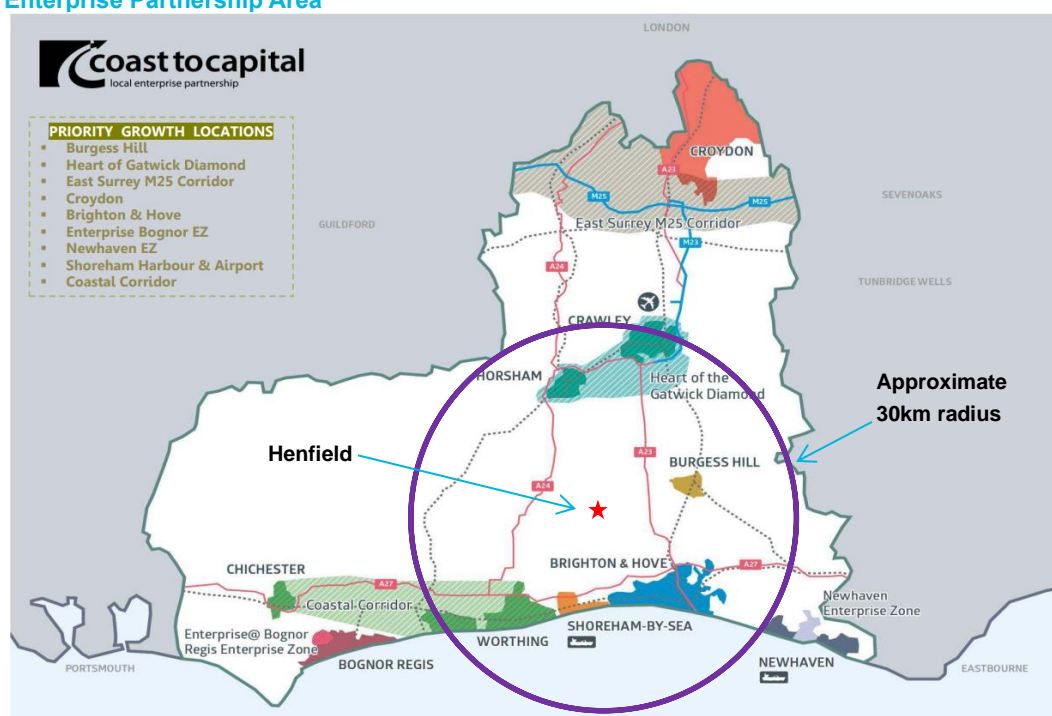 Enterprise Partnership Area
LONDON
coast to capital
local enterprise partnership
PRIORITY GROWTH LOCATIONS
▪ Burgess Hill
▪ Heart of Gatwick Diamond
▪ East Surrey M25 Corridor
▪ Croydon
▪ Brighton & Hove
▪ Enterprise Bognor EZ
▪ Newhaven EZ
▪ Shoreham Harbour & Airport
▪ Coastal Corridor
CROYDON
A23
M25
M25
SEVENOAKS
GUILDFORD
East Surrey M25 Corridor
M23
A24
TUNBRIDGE WELLS
CRAWLEY
HORSHAM
Heart of the
Gatwick Diamond
Approximate
30km radius
Henfield
A23
BURGESS HILL
A24
CHICHESTER
BRIGHTON & HOVE
A27
A27
Coastal Corridor
Newhaven
Enterprise Zone
Enterprise@ Bognor
Regis Enterprise Zone
WORTHING
SHOREHAM-BY-SEA
BOGNOR REGIS
NEWHAVEN
PORTSMOUTH
EASTBOURNE